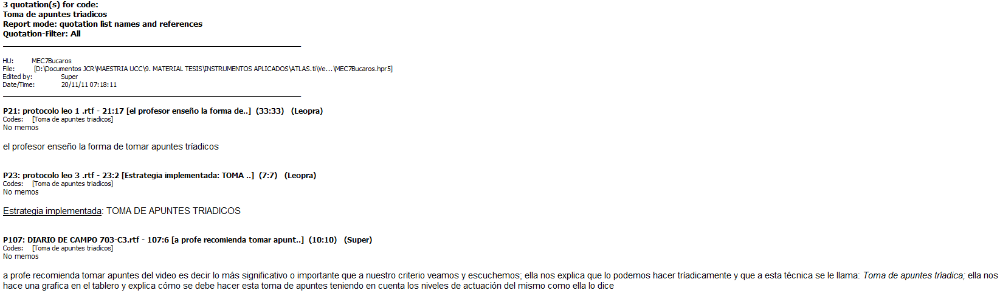 3 quotation(s) for code:
Toma de apuntes triadicos
Report mode: quotation list names and references
Quotation-Filter: All
HU: MEC7Bucaros
File: [D:\Documentos JCR\MAESTRIA UCC\9. MATERIAL TESIS\INSTRUMENTOS APLICADOS\ATLAS.ti\Ve...\MEC7Bucaros.hpr5]
Edited by: Super
Date/Time: 20/11/11 07:18:11
P21: protocolo leo 1 .rtf - 21:17 [el profesor enseño la forma de..] (33:33) (Leopra)
Codes: [Toma de apuntes triadicos]
No memos
el profesor enseño la forma de tomar apuntes tríadicos
P23: protocolo leo 3 .rtf - 23:2 [Estrategia implementada: TOMA ..] (7:7) (Leopra)
Codes: [Toma de apuntes triadicos]
No memos
Estrategia implementada: TOMA DE APUNTES TRIADICOS
P107: DIARIO DE CAMPO 703-C3.rtf - 107:6 [a profe recomienda tomar apunt..] (10:10) (Super)
Codes: [Toma de apuntes triadicos]
No memos
a profe recomienda tomar apuntes del video es decir lo más significativo o importante que a nuestro criterio veamos y escuchemos; ella nos explica que lo podemos hacer tríadicamente y que a esta técnica se le llama: Toma de apuntes tríadica; ella nos
hace una grafica en el tablero y explica cómo se debe hacer esta toma de apuntes teniendo en cuenta los niveles de actuación del mismo como ella lo dice